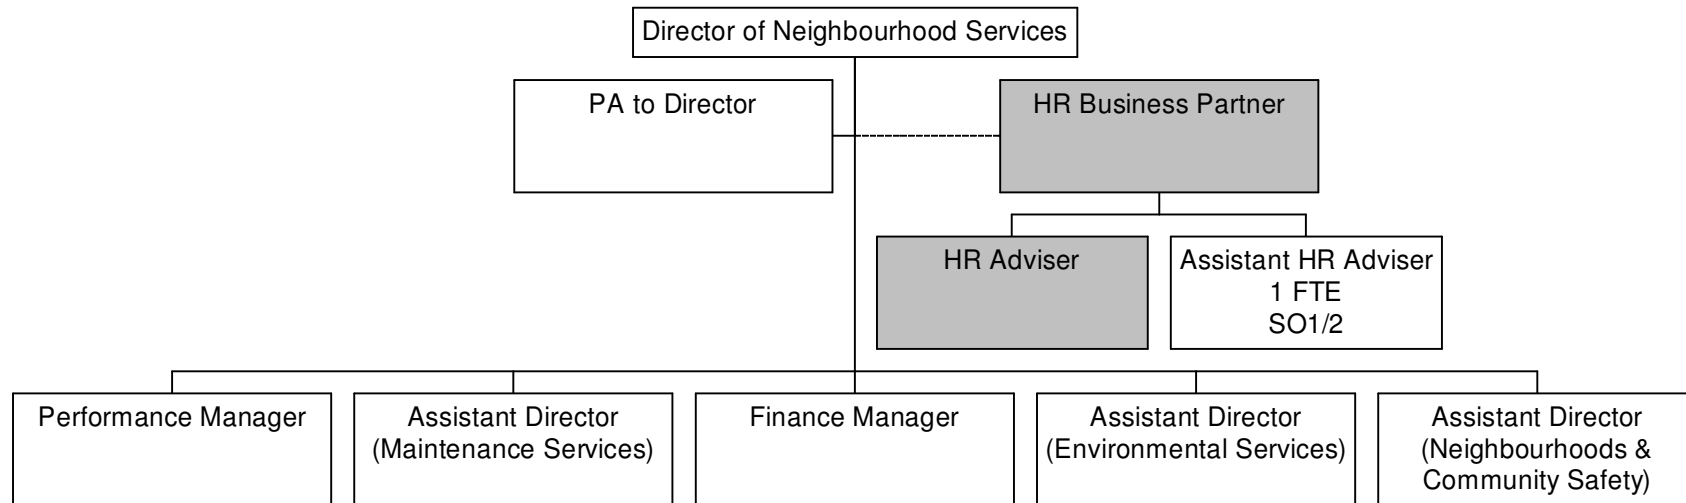 Director of Neighbourhood Services
PA to Director
HR Business Partner
HR Adviser
Assistant HR Adviser
1 FTE
SO1/2
Performance Manager
Assistant Director
(Maintenance Services)
Finance Manager
Assistant Director
(Environmental Services)
Assistant Director
(Neighbourhoods &
Community Safety)